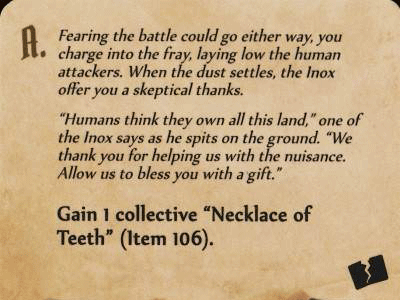 A. Fearing the battle could go either way, you
charge into the fray, laying low the human
attackers. When the dust settles, the Inox
offer you a skeptical thanks.
“Humans think they own all this land,” one of
the Inox says as he spits on the ground. “We
thank you for helping us with the nuisance.
Allow us to bless you with a gift.”
Gain 1 collective “Necklace of
Teeth” (Item 106).